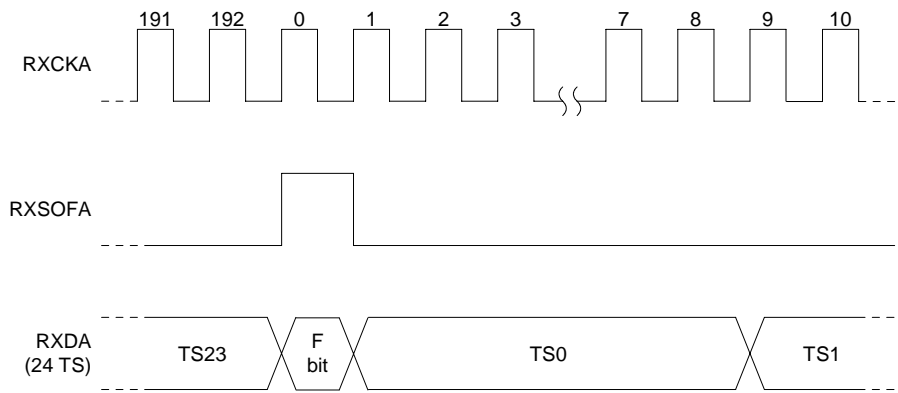 191 192 0 1 2 3 7 8 9 10
RXCKA
RXSOFA
RXDA
(24 TS)
TS23
F
bit
TS0
TS1